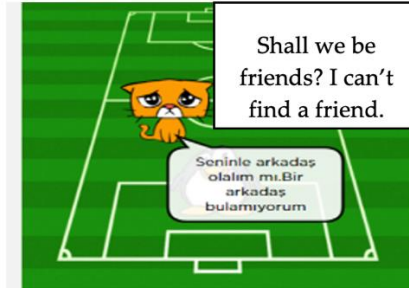 Shall we be
friends? I can't
find a friend.
Seninle arkadaş
olalım mı.Bir
arkadaş
bulamıyorum